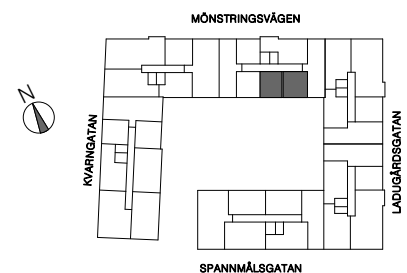 MÖNSTRINGSVÄGEN
N
KVARNGATAN
LADUGÅRDSGATAN
SPANNMÅLSGATAN